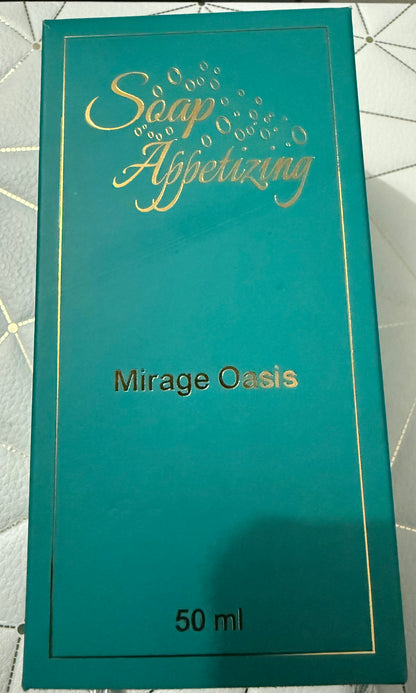 Soap
Appetizing
Mirage Oasis
50 ml